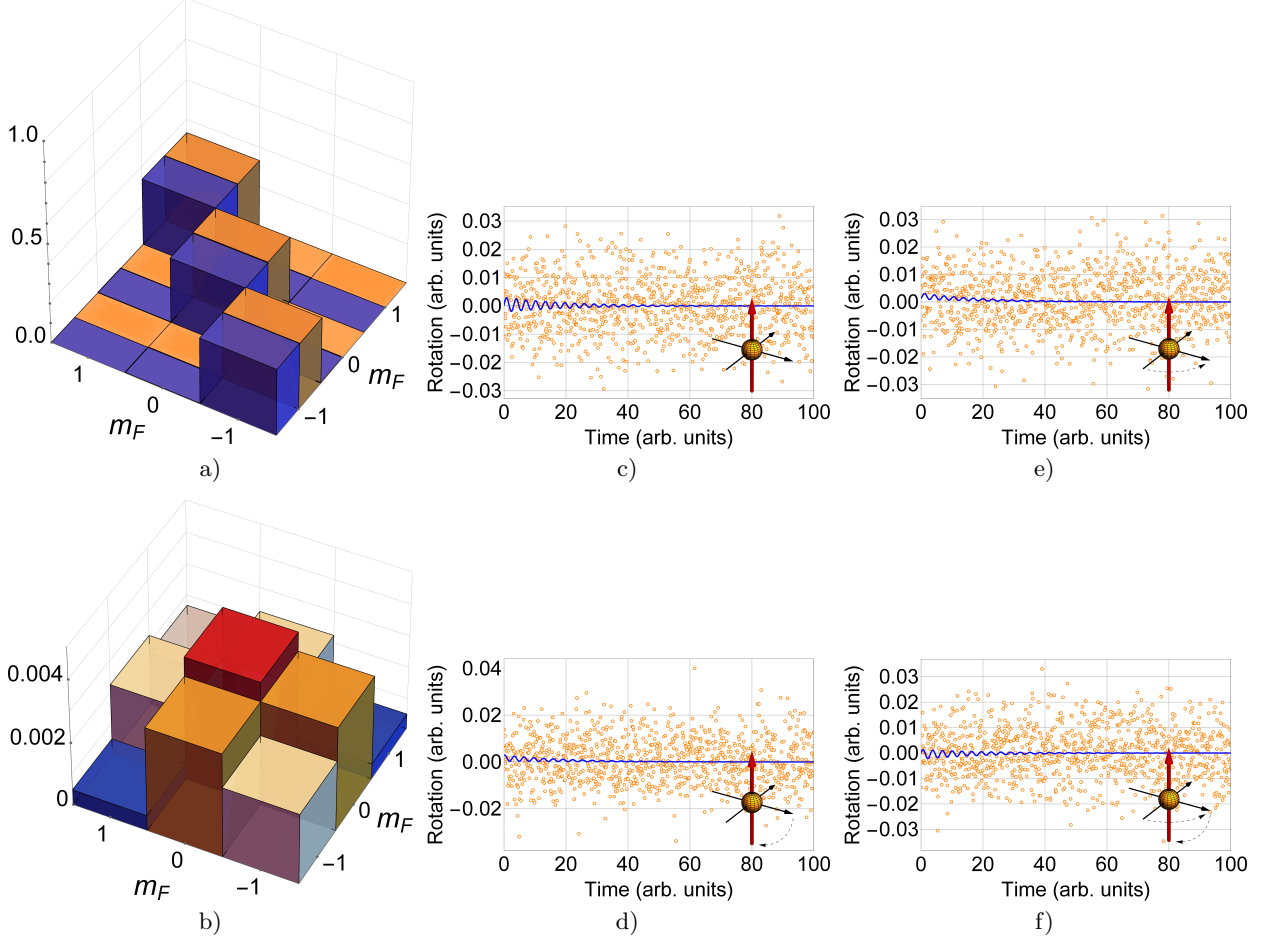 1.0
0.5
0.0
1
0
−1
m_F
1
0
−1
m_F
a)
Rotation (arb. units)
0.03
0.02
0.01
0.00
−0.01
−0.02
−0.03
0 20 40 60 80 100
Time (arb. units)
c)
Rotation (arb. units)
0.03
0.02
0.01
0.00
−0.01
−0.02
−0.03
0 20 40 60 80 100
Time (arb. units)
e)
0.004
0.002
0
1
0
−1
m_F
1
0
−1
m_F
b)
Rotation (arb. units)
0.04
0.02
0.00
−0.02
0 20 40 60 80 100
Time (arb. units)
d)
Rotation (arb. units)
0.03
0.02
0.01
0.00
−0.01
−0.02
−0.03
0 20 40 60 80 100
Time (arb. units)
f)